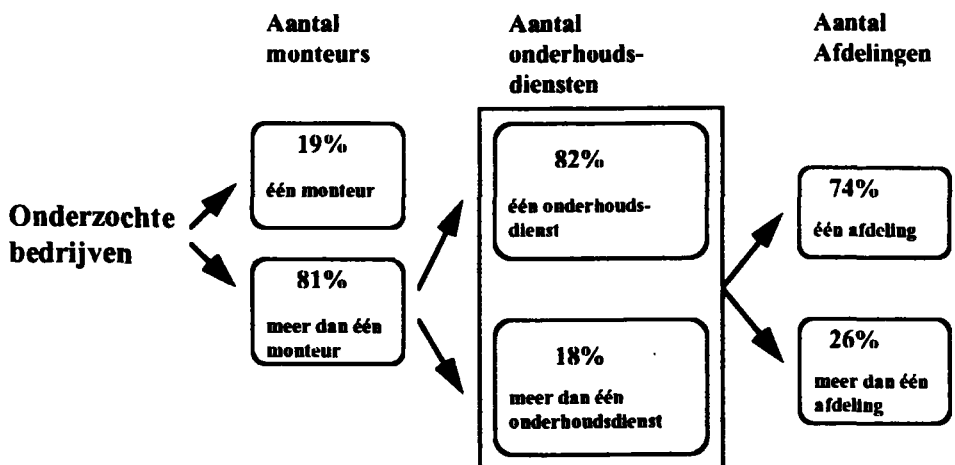 Aantal
monteurs
Aantal
onderhouds-
diensten
Aantal
Afdelingen
Onderzochte
bedrijven
19%
één monteur
81%
meer dan één
monteur
82%
één onderhouds-
dienst
18%
meer dan één
onderhoudsdienst
74%
één afdeling
26%
meer dan één
afdeling